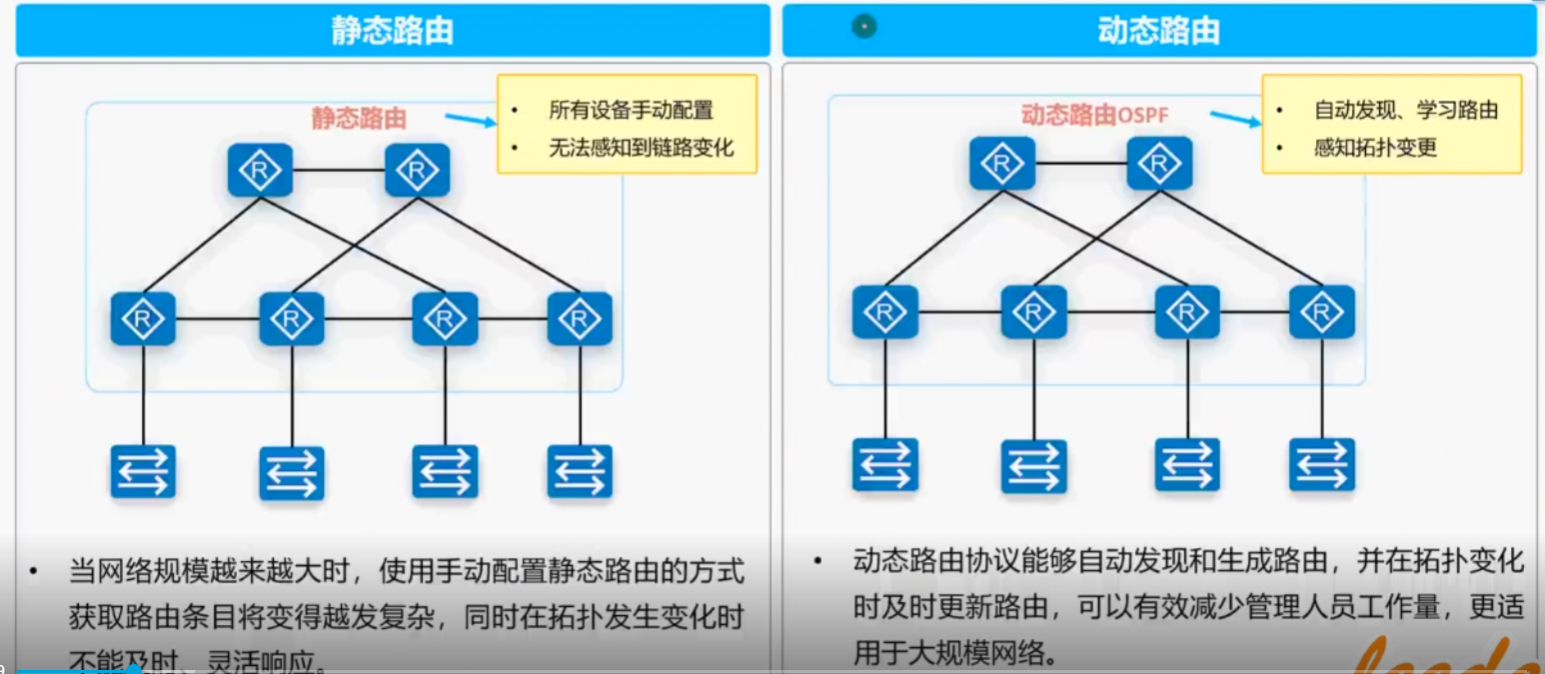 静态路由
静态路由
• 所有设备手动配置
• 无法感知到链路变化
R
R
R
R
R
R
• 当网络规模越来越大时，使用手动配置静态路由的方式
获取路由条目将变得越发复杂，同时在拓扑发生变化时
不能及时、灵活响应。
动态路由
动态路由OSPF
• 自动发现、学习路由
• 感知拓扑变更
R
R
R
R
R
R
• 动态路由协议能够自动发现和生成路由，并在拓扑变化
时及时更新路由，可以有效减少管理人员工作量，更适
用于大规模网络。